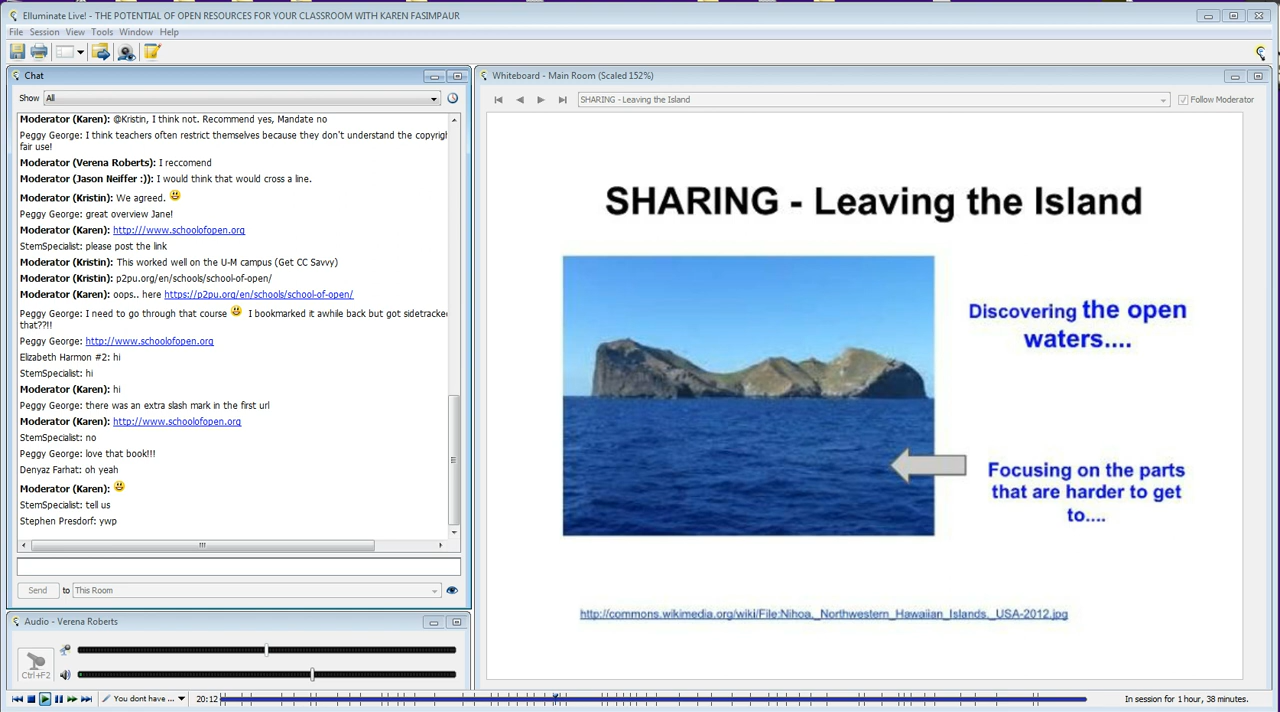 Elluminate Live! - THE POTENTIAL OF OPEN RESOURCES FOR YOUR CLASSROOM WITH KAREN FASIMPAUR
File Session View Tools Window Help
Chat
Show All
Moderator (Karen): @Kristin, I think not. Recommend yes, Mandate no
Peggy George: I think teachers often restrict themselves because they don't understand the copyrigh
fair use!
Moderator (Verena Roberts): I reccomend
Moderator (Jason Neiffer :)): I would think that would cross a line.
Moderator (Kristin): We agreed.
Peggy George: great overview Jane!
Moderator (Karen): http:///www.schoolofopen.org
StemSpecialist: please post the link
Moderator (Kristin): This worked well on the U-M campus (Get CC Savvy)
Moderator (Kristin): p2pu.org/en/schools/school-of-open/
Moderator (Karen): oops.. here https://p2pu.org/en/schools/school-of-open/
Peggy George: I need to go through that course I bookmarked it awhile back but got sidetracked
that??!!
Peggy George: http://www.schoolofopen.org
Elizabeth Harmon #2: hi
StemSpecialist: hi
Moderator (Karen): hi
Peggy George: there was an extra slash mark in the first url
Moderator (Karen): http://www.schoolofopen.org
StemSpecialist: no
Peggy George: love that book!!!
Denyaz Farhat: oh yeah
Moderator (Karen):
StemSpecialist: tell us
Stephen Presdorf: ywp
Send to This Room
Audio - Verena Roberts
Ctrl+F2
You dont have ... 20:12
Whiteboard - Main Room (Scaled 152%)
SHARING - Leaving the Island
Follow Moderator
SHARING - Leaving the Island
Discovering the open
waters....
Focusing on the parts
that are harder to get
to....
http://commons.wikimedia.org/wiki/File:Nihoa,_Northwestern_Hawaiian_Islands,_USA-2012.jpg
In session for 1 hour, 38 minutes.